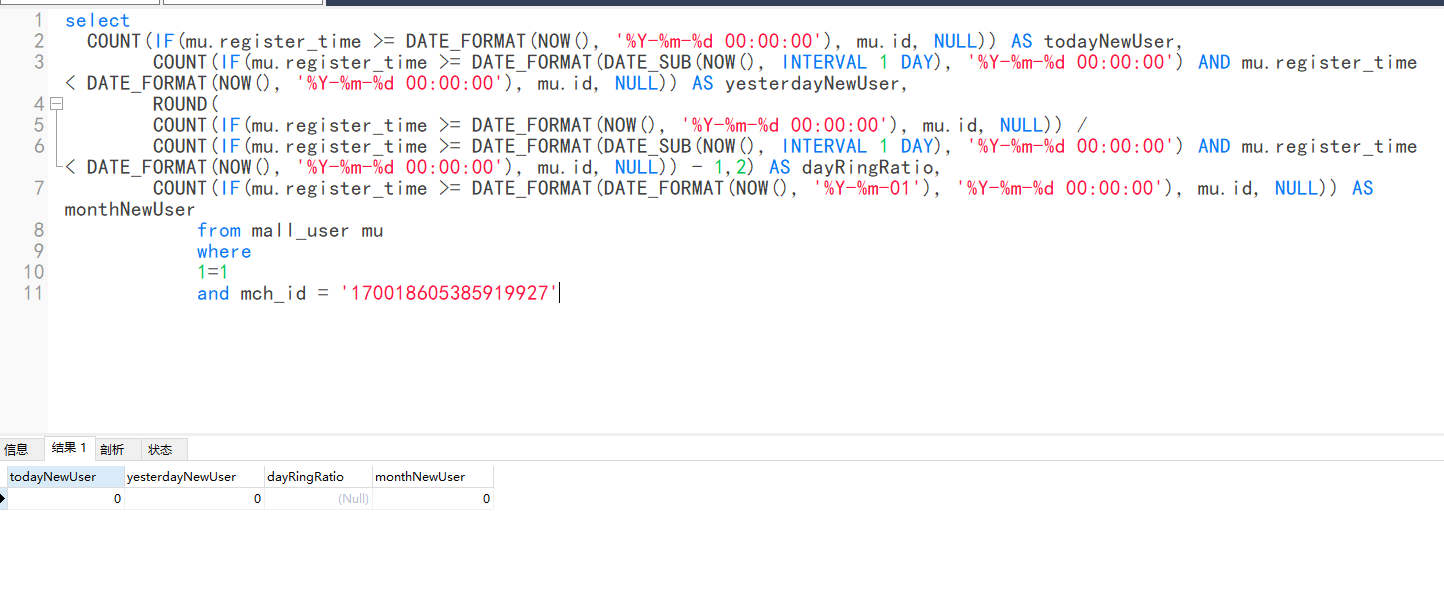 1 select
2 COUNT(IF(mu.register_time >= DATE_FORMAT(NOW(), '%Y-%m-%d 00:00:00'), mu.id, NULL)) AS todayNewUser,
3 COUNT(IF(mu.register_time >= DATE_FORMAT(DATE_SUB(NOW(), INTERVAL 1 DAY), '%Y-%m-%d 00:00:00') AND mu.register_time
< DATE_FORMAT(NOW(), '%Y-%m-%d 00:00:00'), mu.id, NULL)) AS yesterdayNewUser,
4 ROUND(
5 COUNT(IF(mu.register_time >= DATE_FORMAT(NOW(), '%Y-%m-%d 00:00:00'), mu.id, NULL)) /
6 COUNT(IF(mu.register_time >= DATE_FORMAT(DATE_SUB(NOW(), INTERVAL 1 DAY), '%Y-%m-%d 00:00:00') AND mu.register_time
< DATE_FORMAT(NOW(), '%Y-%m-%d 00:00:00'), mu.id, NULL)) - 1,2) AS dayRingRatio,
7 COUNT(IF(mu.register_time >= DATE_FORMAT(DATE_FORMAT(NOW(), '%Y-%m-01'), '%Y-%m-%d 00:00:00'), mu.id, NULL)) AS
monthNewUser
8 from mall_user mu
9 where
10 1=1
11 and mch_id = '170018605385919927'
信息 结果 1 剖析 状态
todayNewUser yesterdayNewUser dayRingRatio monthNewUser
0 0 (Null) 0